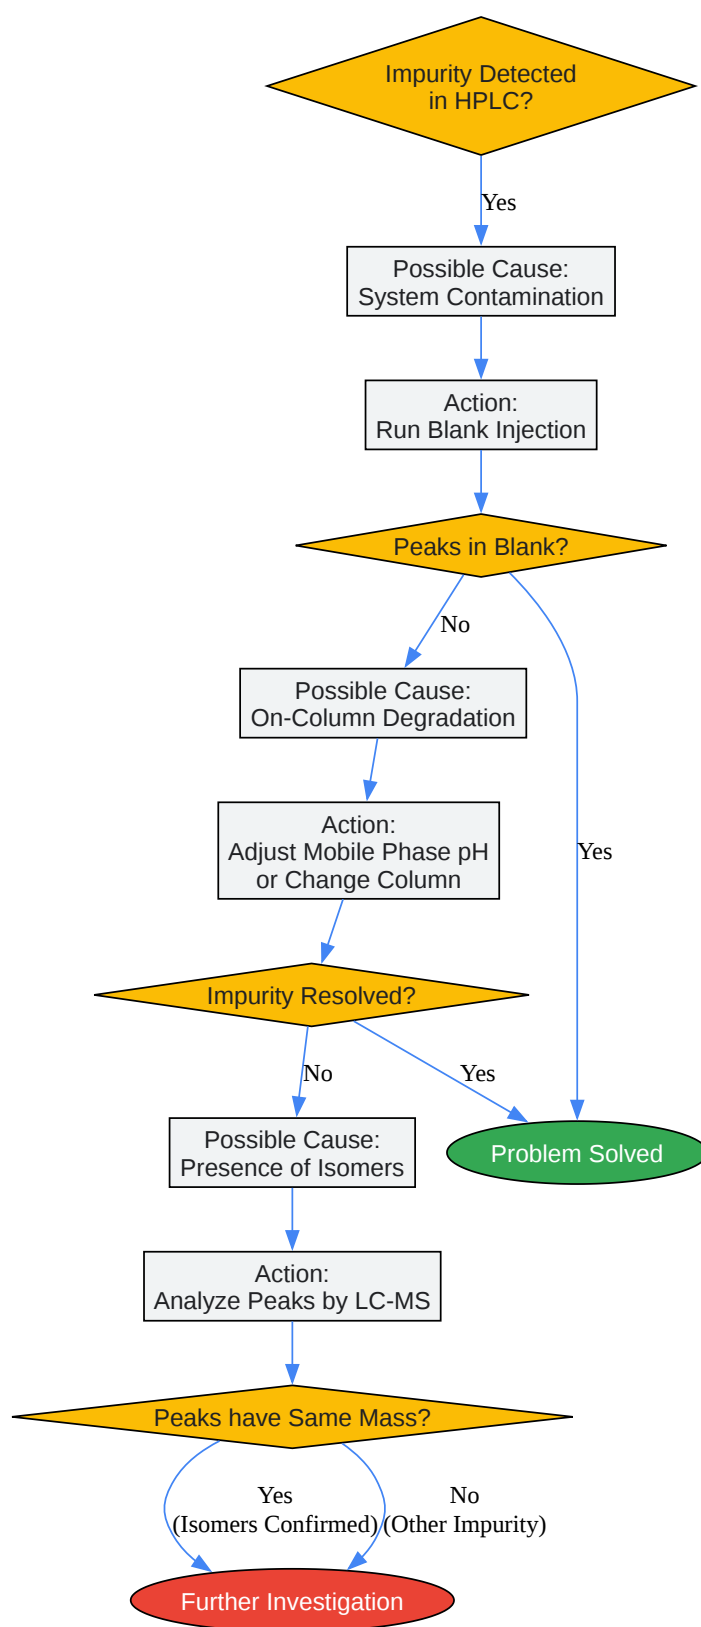 Impurity Detected
in HPLC?
Yes
Possible Cause:
System Contamination
Action:
Run Blank Injection
Peaks in Blank?
No
Possible Cause:
On-Column Degradation
Action:
Adjust Mobile Phase pH
or Change Column
Yes
Impurity Resolved?
No
Yes
Possible Cause:
Presence of Isomers
Problem Solved
Action:
Analyze Peaks by LC-MS
Peaks have Same Mass?
Yes
(Isomers Confirmed)
No
(Other Impurity)
Further Investigation